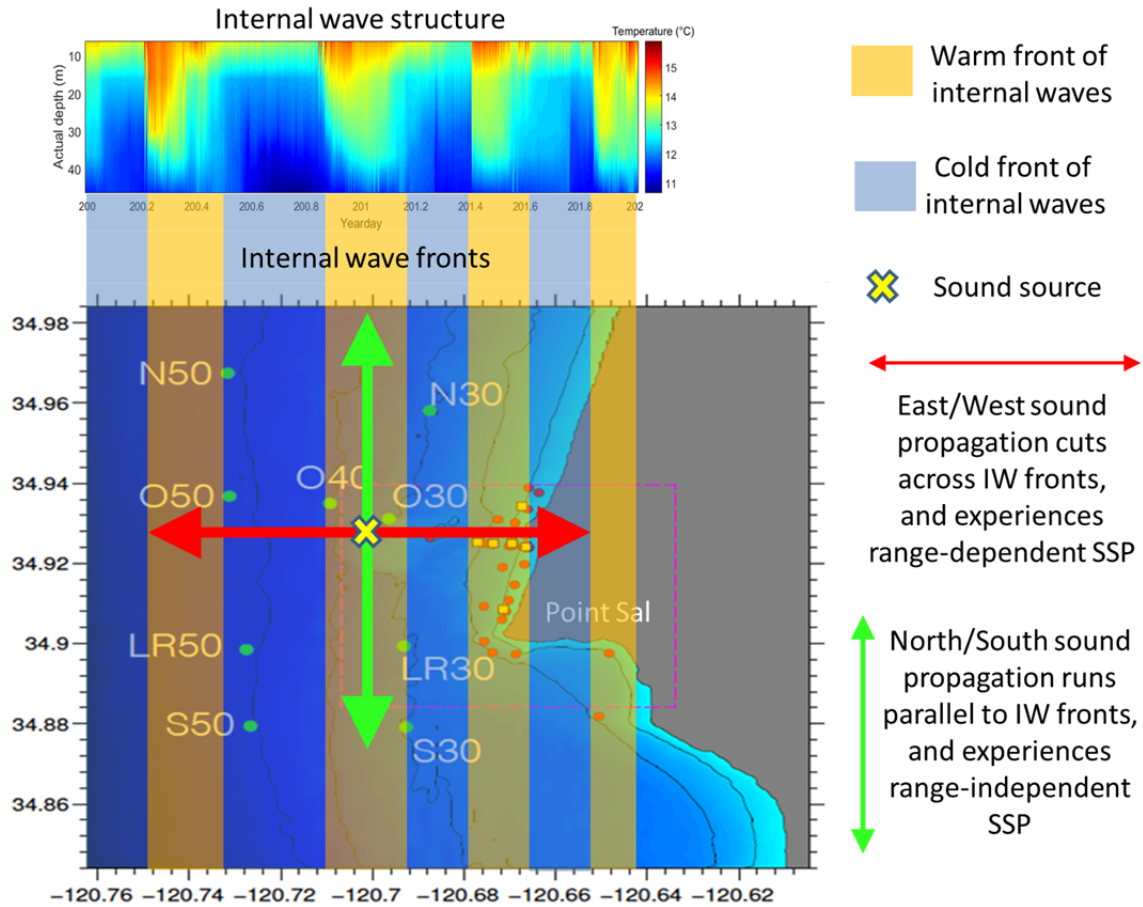 Internal wave structure
Temperature (°C)
Actual depth (m)
10
20
30
40
15
14
13
12
11
200
200.2
200.4
200.6
200.8
201
201.2
201.4
201.6
201.8
202
Yearday
Internal wave fronts
34.98
34.96
34.94
34.92
34.9
34.88
34.86
N50
N30
O40
O50
O30
Point Sal
LR50
LR30
S50
S30
−120.76
−120.74
−120.72
−120.7
−120.68
−120.66
−120.64
−120.62
Warm front of
internal waves
Cold front of
internal waves
Sound source
East/West sound
propagation cuts
across IW fronts,
and experiences
range-dependent SSP
North/South sound
propagation runs
parallel to IW fronts,
and experiences
range-independent
SSP